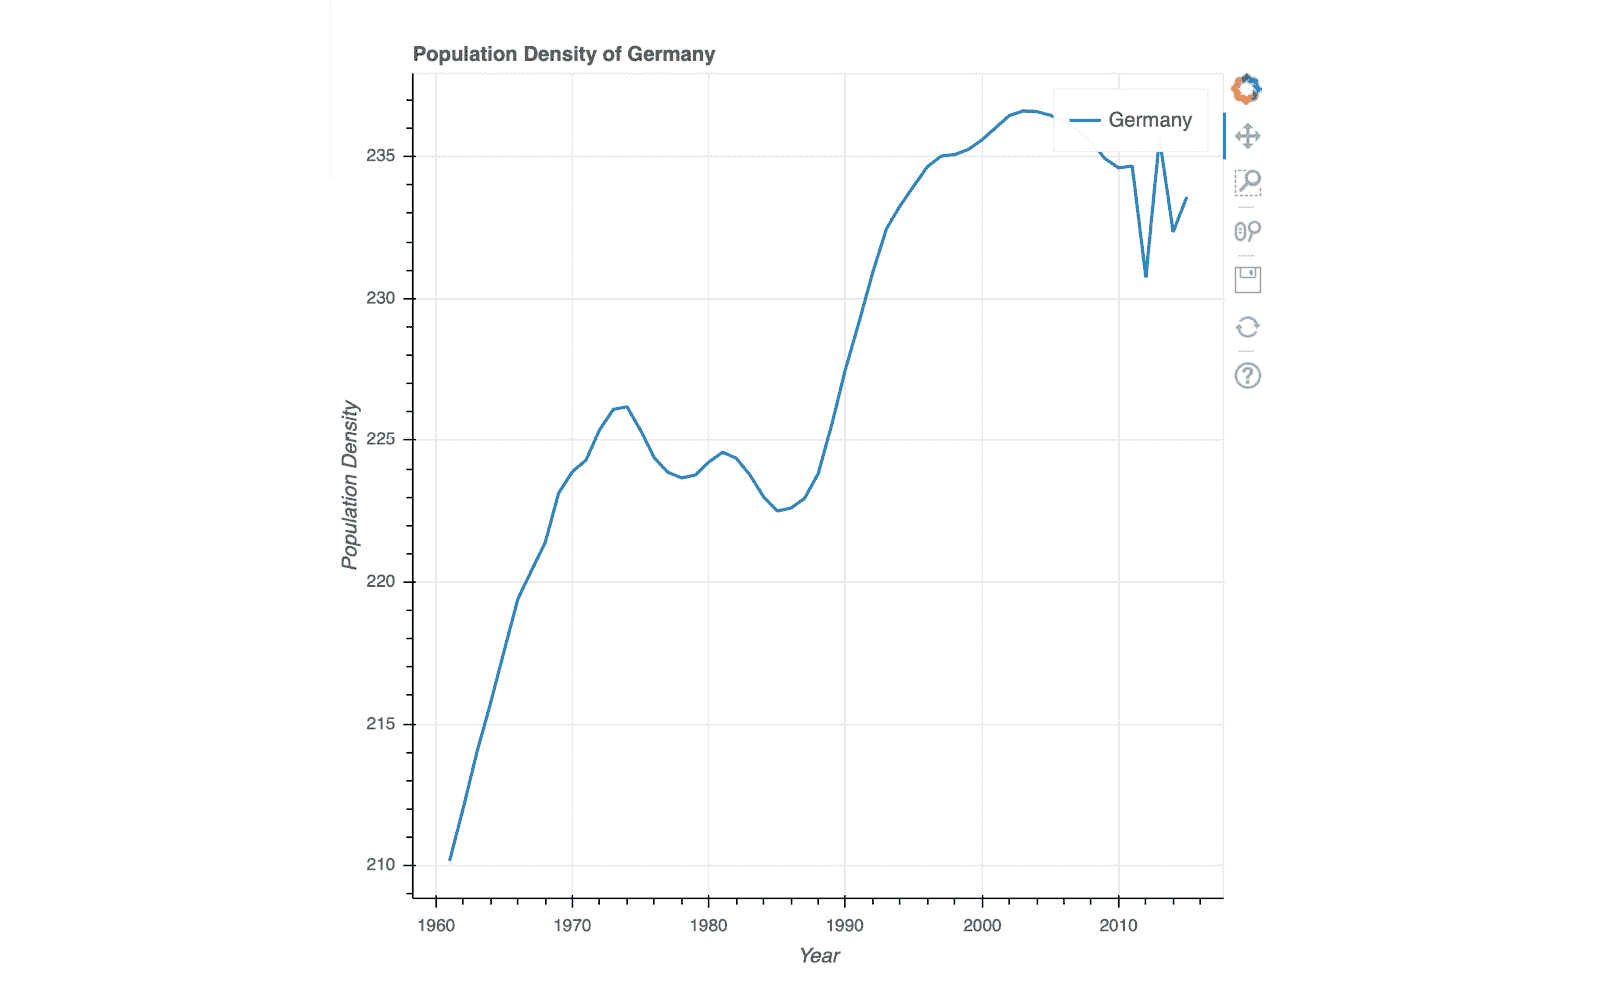 Population Density of Germany
Germany
235
230
225
220
215
210
Population Density
1960 1970 1980 1990 2000 2010
Year
?